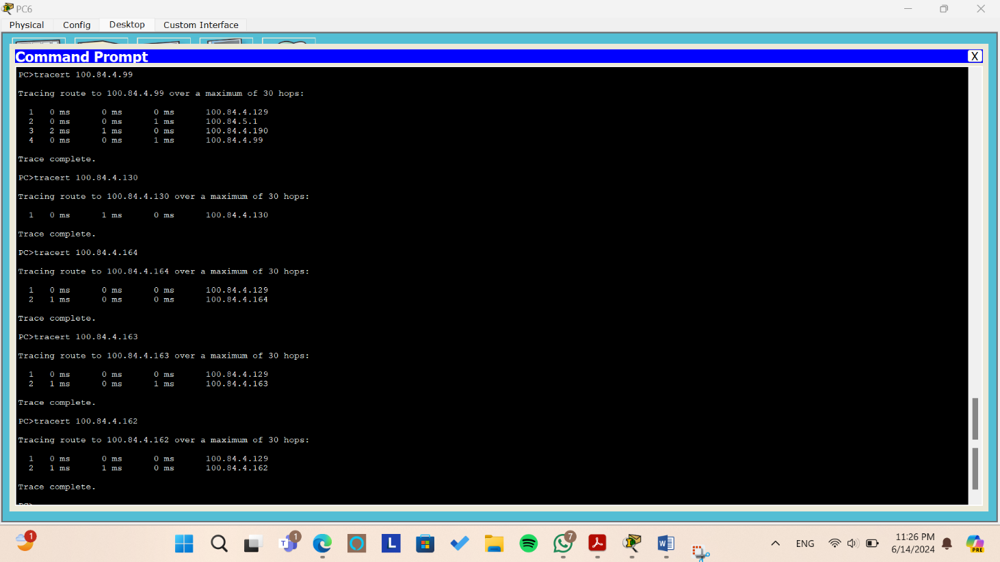 PC6
Physical Config Desktop Custom Interface
Command Prompt X
PC>tracert 100.84.4.99
Tracing route to 100.84.4.99 over a maximum of 30 hops:
1 0 ms 0 ms 0 ms 100.84.4.129
2 0 ms 0 ms 1 ms 100.84.5.1
3 2 ms 1 ms 0 ms 100.84.4.190
4 0 ms 0 ms 1 ms 100.84.4.99
Trace complete.
PC>tracert 100.84.4.130
Tracing route to 100.84.4.130 over a maximum of 30 hops:
1 0 ms 1 ms 0 ms 100.84.4.130
Trace complete.
PC>tracert 100.84.4.164
Tracing route to 100.84.4.164 over a maximum of 30 hops:
1 0 ms 0 ms 0 ms 100.84.4.129
2 1 ms 0 ms 0 ms 100.84.4.164
Trace complete.
PC>tracert 100.84.4.163
Tracing route to 100.84.4.163 over a maximum of 30 hops:
1 0 ms 0 ms 0 ms 100.84.4.129
2 1 ms 0 ms 1 ms 100.84.4.163
Trace complete.
PC>tracert 100.84.4.162
Tracing route to 100.84.4.162 over a maximum of 30 hops:
1 0 ms 0 ms 0 ms 100.84.4.129
2 1 ms 1 ms 0 ms 100.84.4.162
Trace complete.
PC>
1 T 1 L 7 W ENG 11:26 PM PRE
6/14/2024